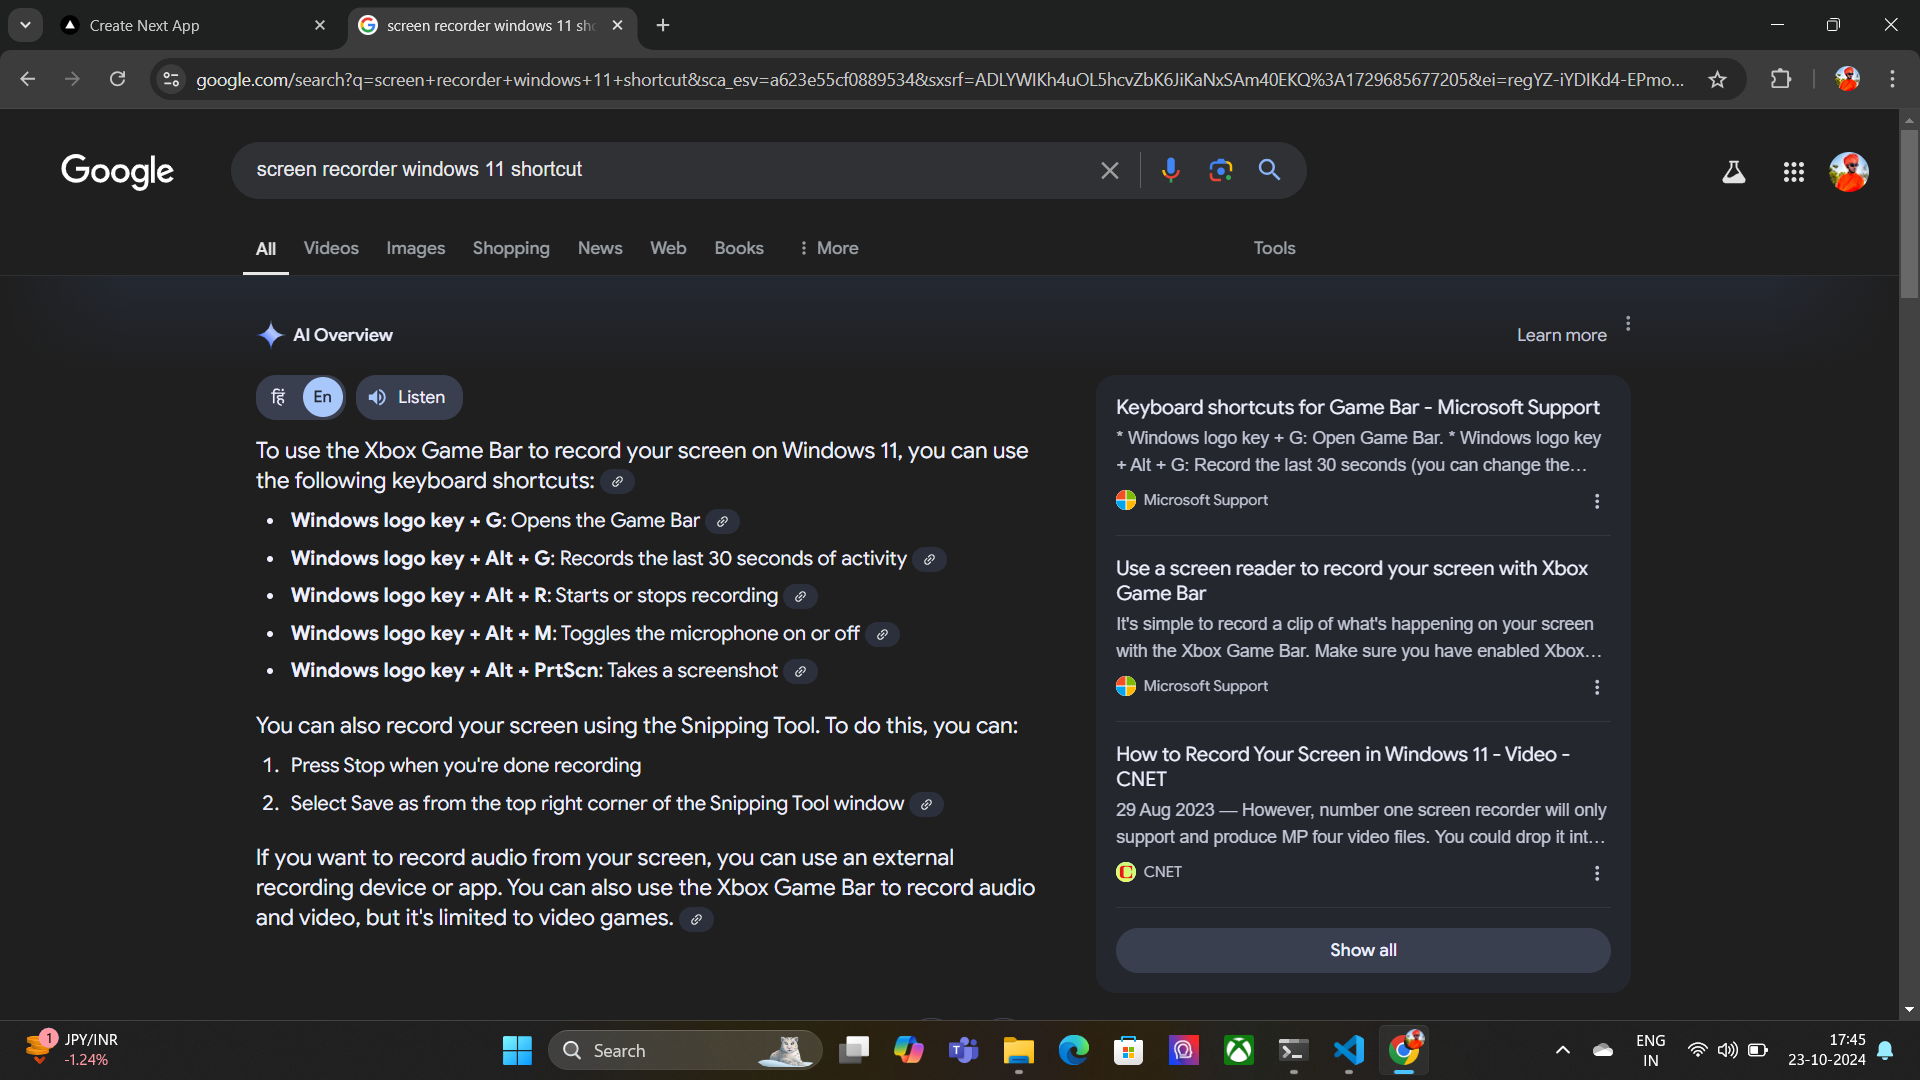 Create Next App
screen recorder windows 11 sho
google.com/search?q=screen+recorder+windows+11+shortcut&sca_esv=a623e55cf0889534&sxsrf=ADLYWIKh4uOL5hcvZbK6JiKaNxSAm40EKQ%3A1729685677205&ei=regYZ-iYDIKd4-EPmo...
Google
screen recorder windows 11 shortcut
All Videos Images Shopping News Web Books More Tools
AI Overview
Learn more
हिं En Listen
To use the Xbox Game Bar to record your screen on Windows 11, you can use
the following keyboard shortcuts:
• Windows logo key + G: Opens the Game Bar
• Windows logo key + Alt + G: Records the last 30 seconds of activity
• Windows logo key + Alt + R: Starts or stops recording
• Windows logo key + Alt + M: Toggles the microphone on or off
• Windows logo key + Alt + PrtScn: Takes a screenshot
You can also record your screen using the Snipping Tool. To do this, you can:
1. Press Stop when you're done recording
2. Select Save as from the top right corner of the Snipping Tool window
If you want to record audio from your screen, you can use an external
recording device or app. You can also use the Xbox Game Bar to record audio
and video, but it's limited to video games.
Keyboard shortcuts for Game Bar - Microsoft Support
* Windows logo key + G: Open Game Bar. * Windows logo key
+ Alt + G: Record the last 30 seconds (you can change the...
Microsoft Support
Use a screen reader to record your screen with Xbox
Game Bar
It's simple to record a clip of what's happening on your screen
with the Xbox Game Bar. Make sure you have enabled Xbox...
Microsoft Support
How to Record Your Screen in Windows 11 - Video -
CNET
29 Aug 2023 — However, number one screen recorder will only
support and produce MP four video files. You could drop it int...
CNET
Show all
1
JPY/INR
-1.24%
Search
ENG
IN
17:45
23-10-2024